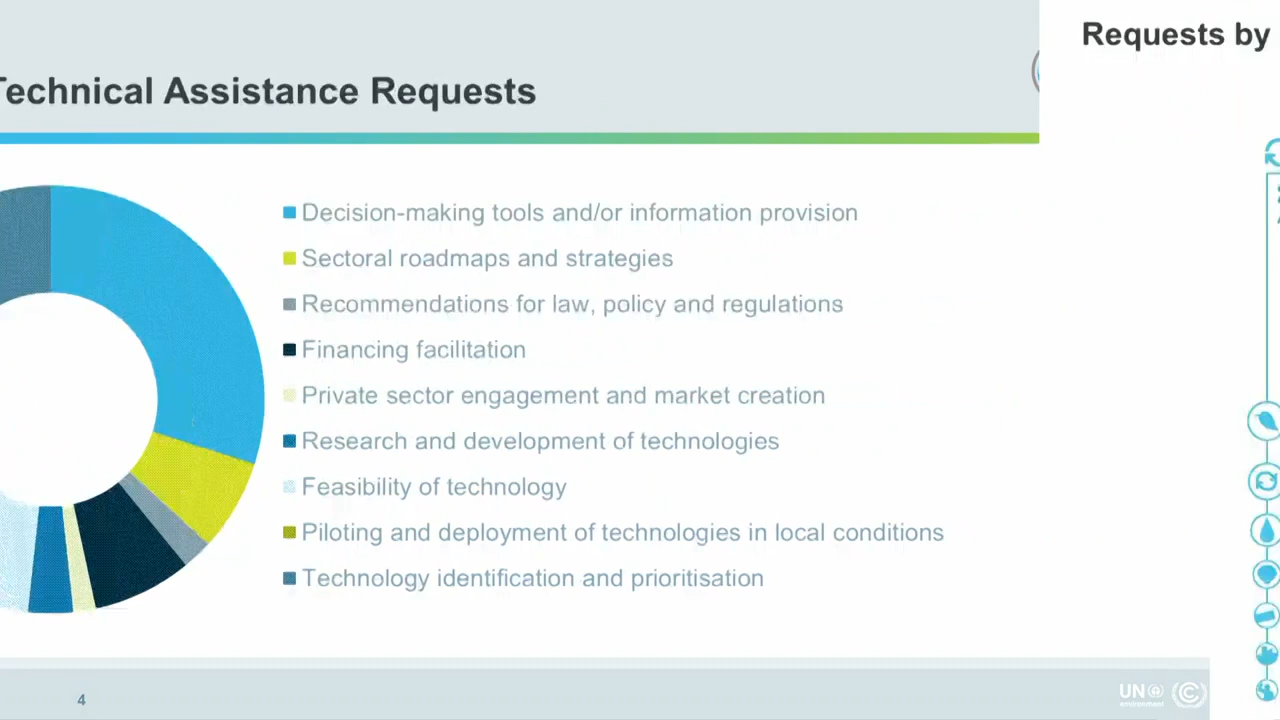 Requests by
Technical Assistance Requests
Decision-making tools and/or information provision
Sectoral roadmaps and strategies
Recommendations for law, policy and regulations
Financing facilitation
Private sector engagement and market creation
Research and development of technologies
Feasibility of technology
Piloting and deployment of technologies in local conditions
Technology identification and prioritisation
4
UN
environment